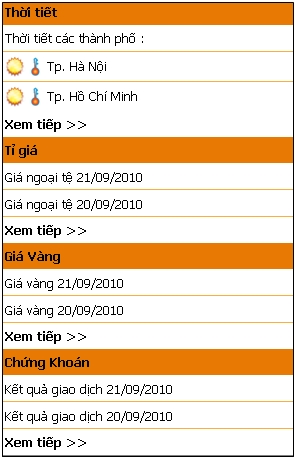 Thời tiết
Thời tiết các thành phố :
Tp. Hà Nội
Tp. Hồ Chí Minh
Xem tiếp >>
Tỉ giá
Giá ngoại tệ 21/09/2010
Giá ngoại tệ 20/09/2010
Xem tiếp >>
Giá Vàng
Giá vàng 21/09/2010
Giá vàng 20/09/2010
Xem tiếp >>
Chứng Khoán
Kết quả giao dịch 21/09/2010
Kết quả giao dịch 20/09/2010
Xem tiếp >>